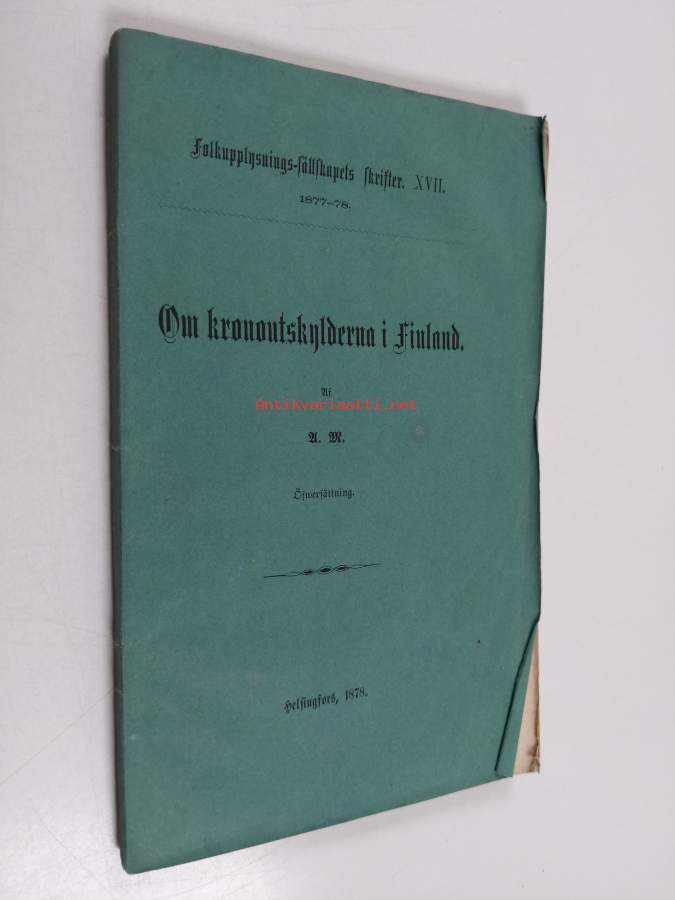 Folkupplysnings-sällskapets skrifter. XVII.
1877–78.
Om kronoutskylderna i Finland.
Af
Antikvariaatti.net
A. M.
Öfwersättning.
Helsingfors, 1878.